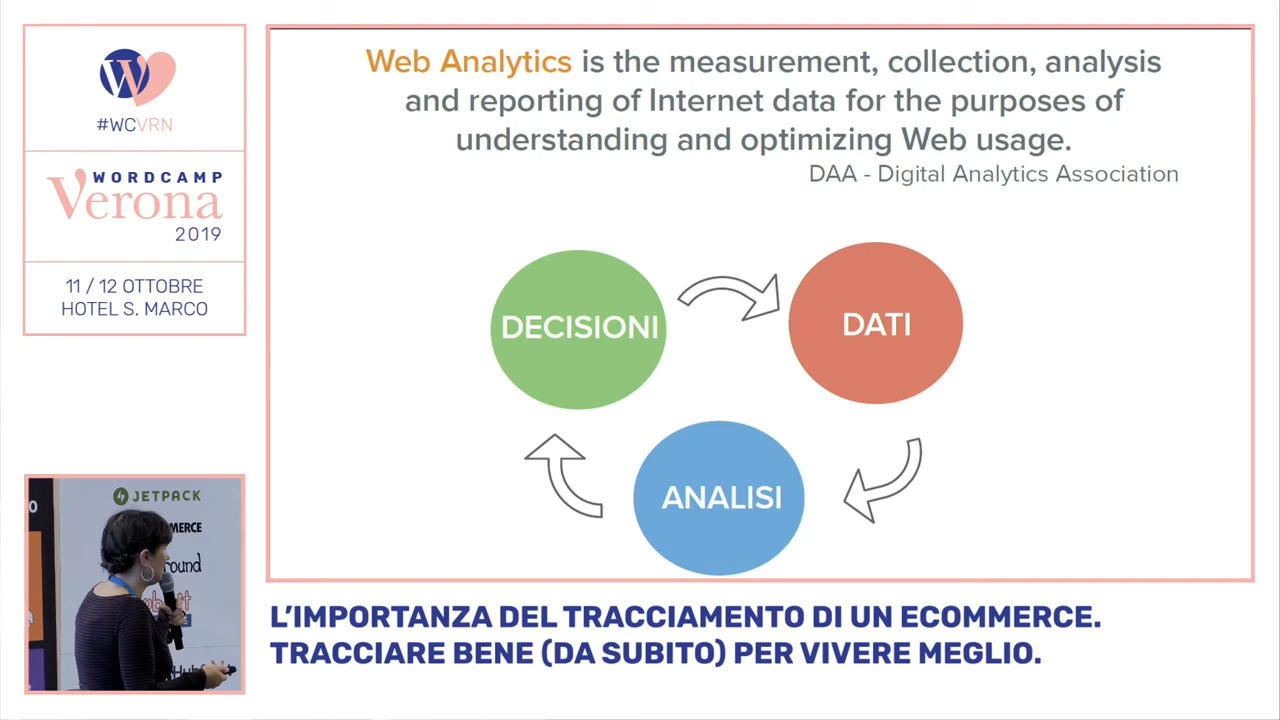 #WCVRN
WORDCAMP
Verona
2019
11 / 12 OTTOBRE
HOTEL S. MARCO
Web Analytics is the measurement, collection, analysis
and reporting of Internet data for the purposes of
understanding and optimizing Web usage.
DAA - Digital Analytics Association
DECISIONI
DATI
ANALISI
JETPACK
MERCE
round
L’IMPORTANZA DEL TRACCIAMENTO DI UN ECOMMERCE.
TRACCIARE BENE (DA SUBITO) PER VIVERE MEGLIO.